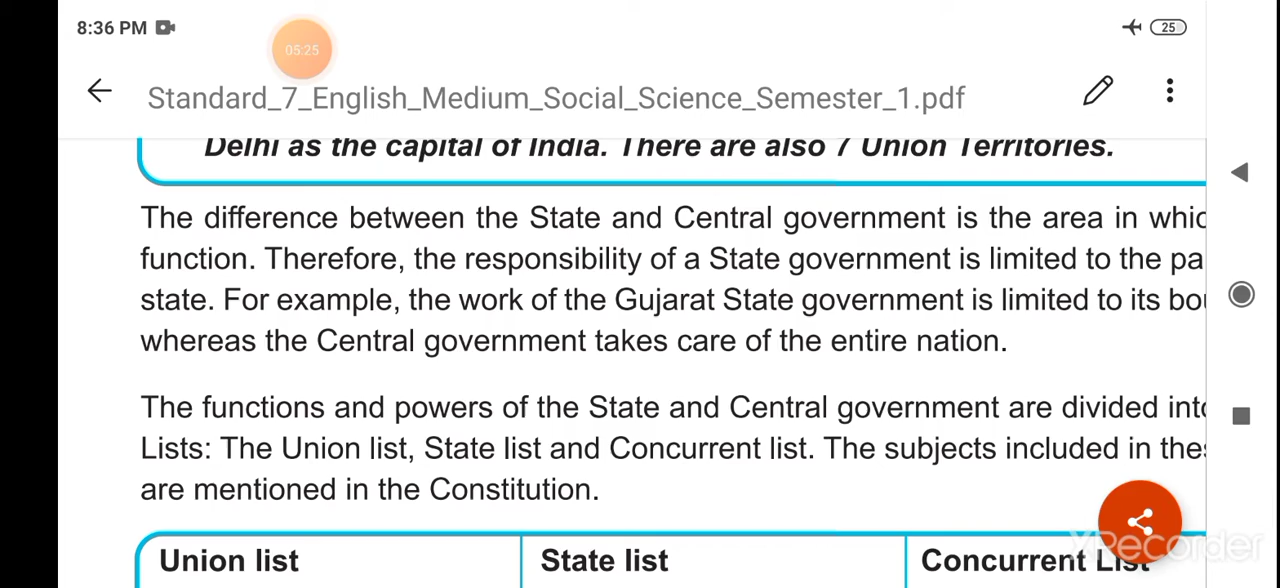 8:36 PM
05:25
25
Standard_7_English_Medium_Social_Science_Semester_1.pdf
Delhi as the capital of India. There are also 7 Union Territories.
The difference between the State and Central government is the area in whic
function. Therefore, the responsibility of a State government is limited to the pa
state. For example, the work of the Gujarat State government is limited to its bou
whereas the Central government takes care of the entire nation.
The functions and powers of the State and Central government are divided into
Lists: The Union list, State list and Concurrent list. The subjects included in thes
are mentioned in the Constitution.
Union list State list Concurrent List
XRecorder